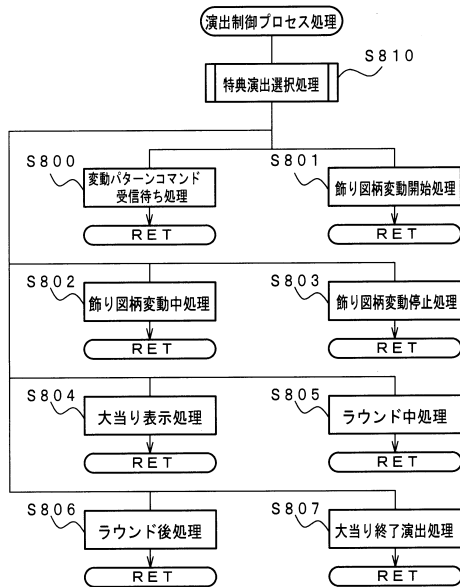 演出制御プロセス処理
S810
特典演出選択処理
S800
変動パターンコマンド
受信待ち処理
RET
S801
飾り図柄変動開始処理
RET
S802
飾り図柄変動中処理
RET
S803
飾り図柄変動停止処理
RET
S804
大当り表示処理
RET
S805
ラウンド中処理
RET
S806
ラウンド後処理
RET
S807
大当り終了演出処理
RET